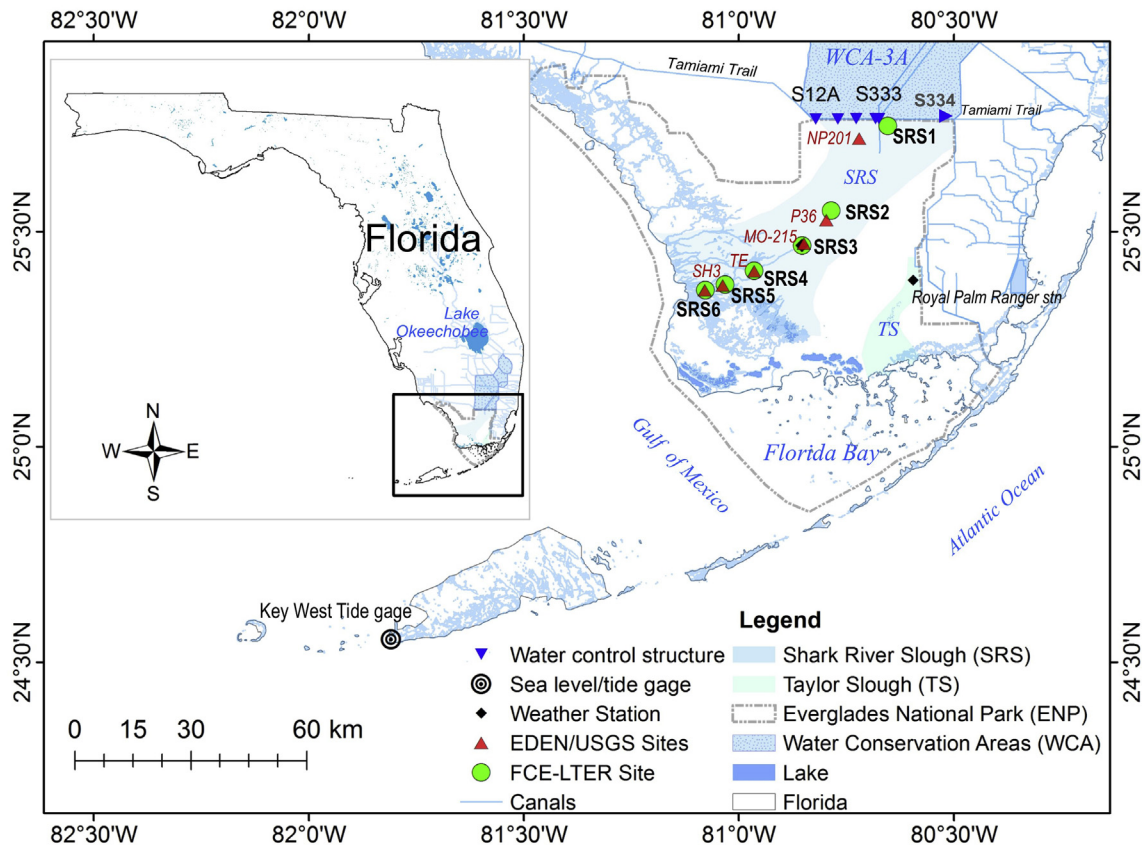 82°30'W 82°0'W 81°30'W 81°0'W 80°30'W
WCA-3A
Tamiami Trail
S12A S333 S334
Tamiami Trail
SRS1
NP201
SRS
P36 SRS2
MO-215 SRS3
TE
SRS4
SH3
SRS5
SRS6
Royal Palm Ranger stn
TS
Florida
Lake
Okeechobee
N
W E
S
Gulf of Mexico
Florida Bay
Atlantic Ocean
Key West Tide gage
25°30'N 25°30'N
25°0'N 25°0'N
24°30'N 24°30'N
Legend
Water control structure
Sea level/tide gage
Weather Station
EDEN/USGS Sites
FCE-LTER Site
Canals
Shark River Slough (SRS)
Taylor Slough (TS)
Everglades National Park (ENP)
Water Conservation Areas (WCA)
Lake
Florida
0 15 30 60 km
82°30'W 82°0'W 81°30'W 81°0'W 80°30'W